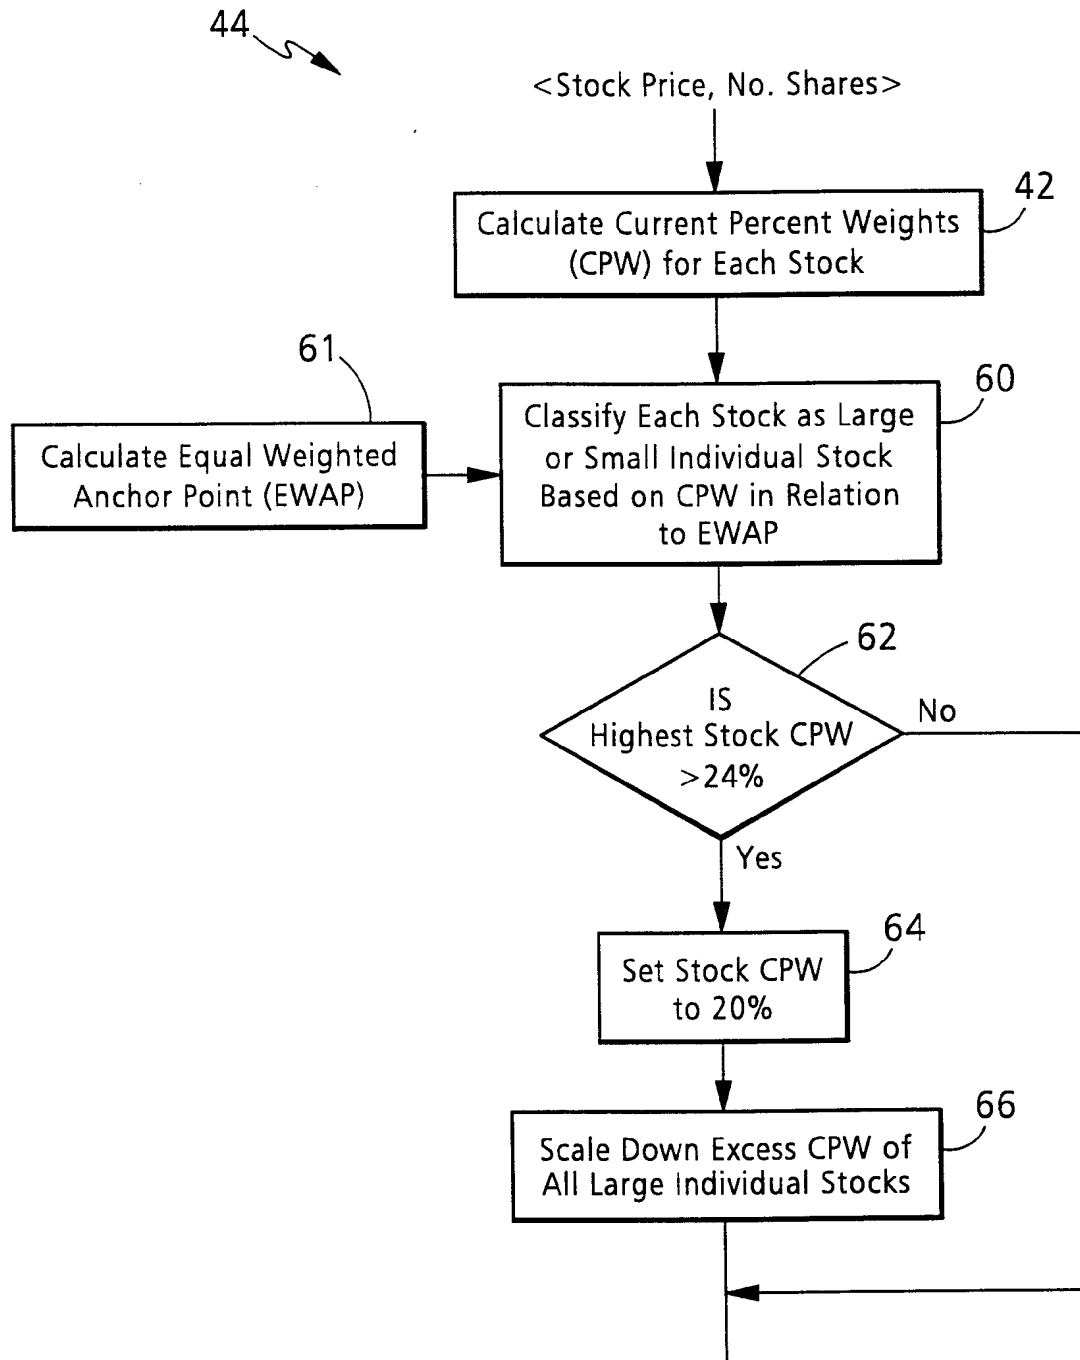 44
<Stock Price, No. Shares>
42
Calculate Current Percent Weights
(CPW) for Each Stock
61
Calculate Equal Weighted
Anchor Point (EWAP)
60
Classify Each Stock as Large
or Small Individual Stock
Based on CPW in Relation
to EWAP
62
IS
Highest Stock CPW
>24%
No
Yes
64
Set Stock CPW
to 20%
66
Scale Down Excess CPW of
All Large Individual Stocks